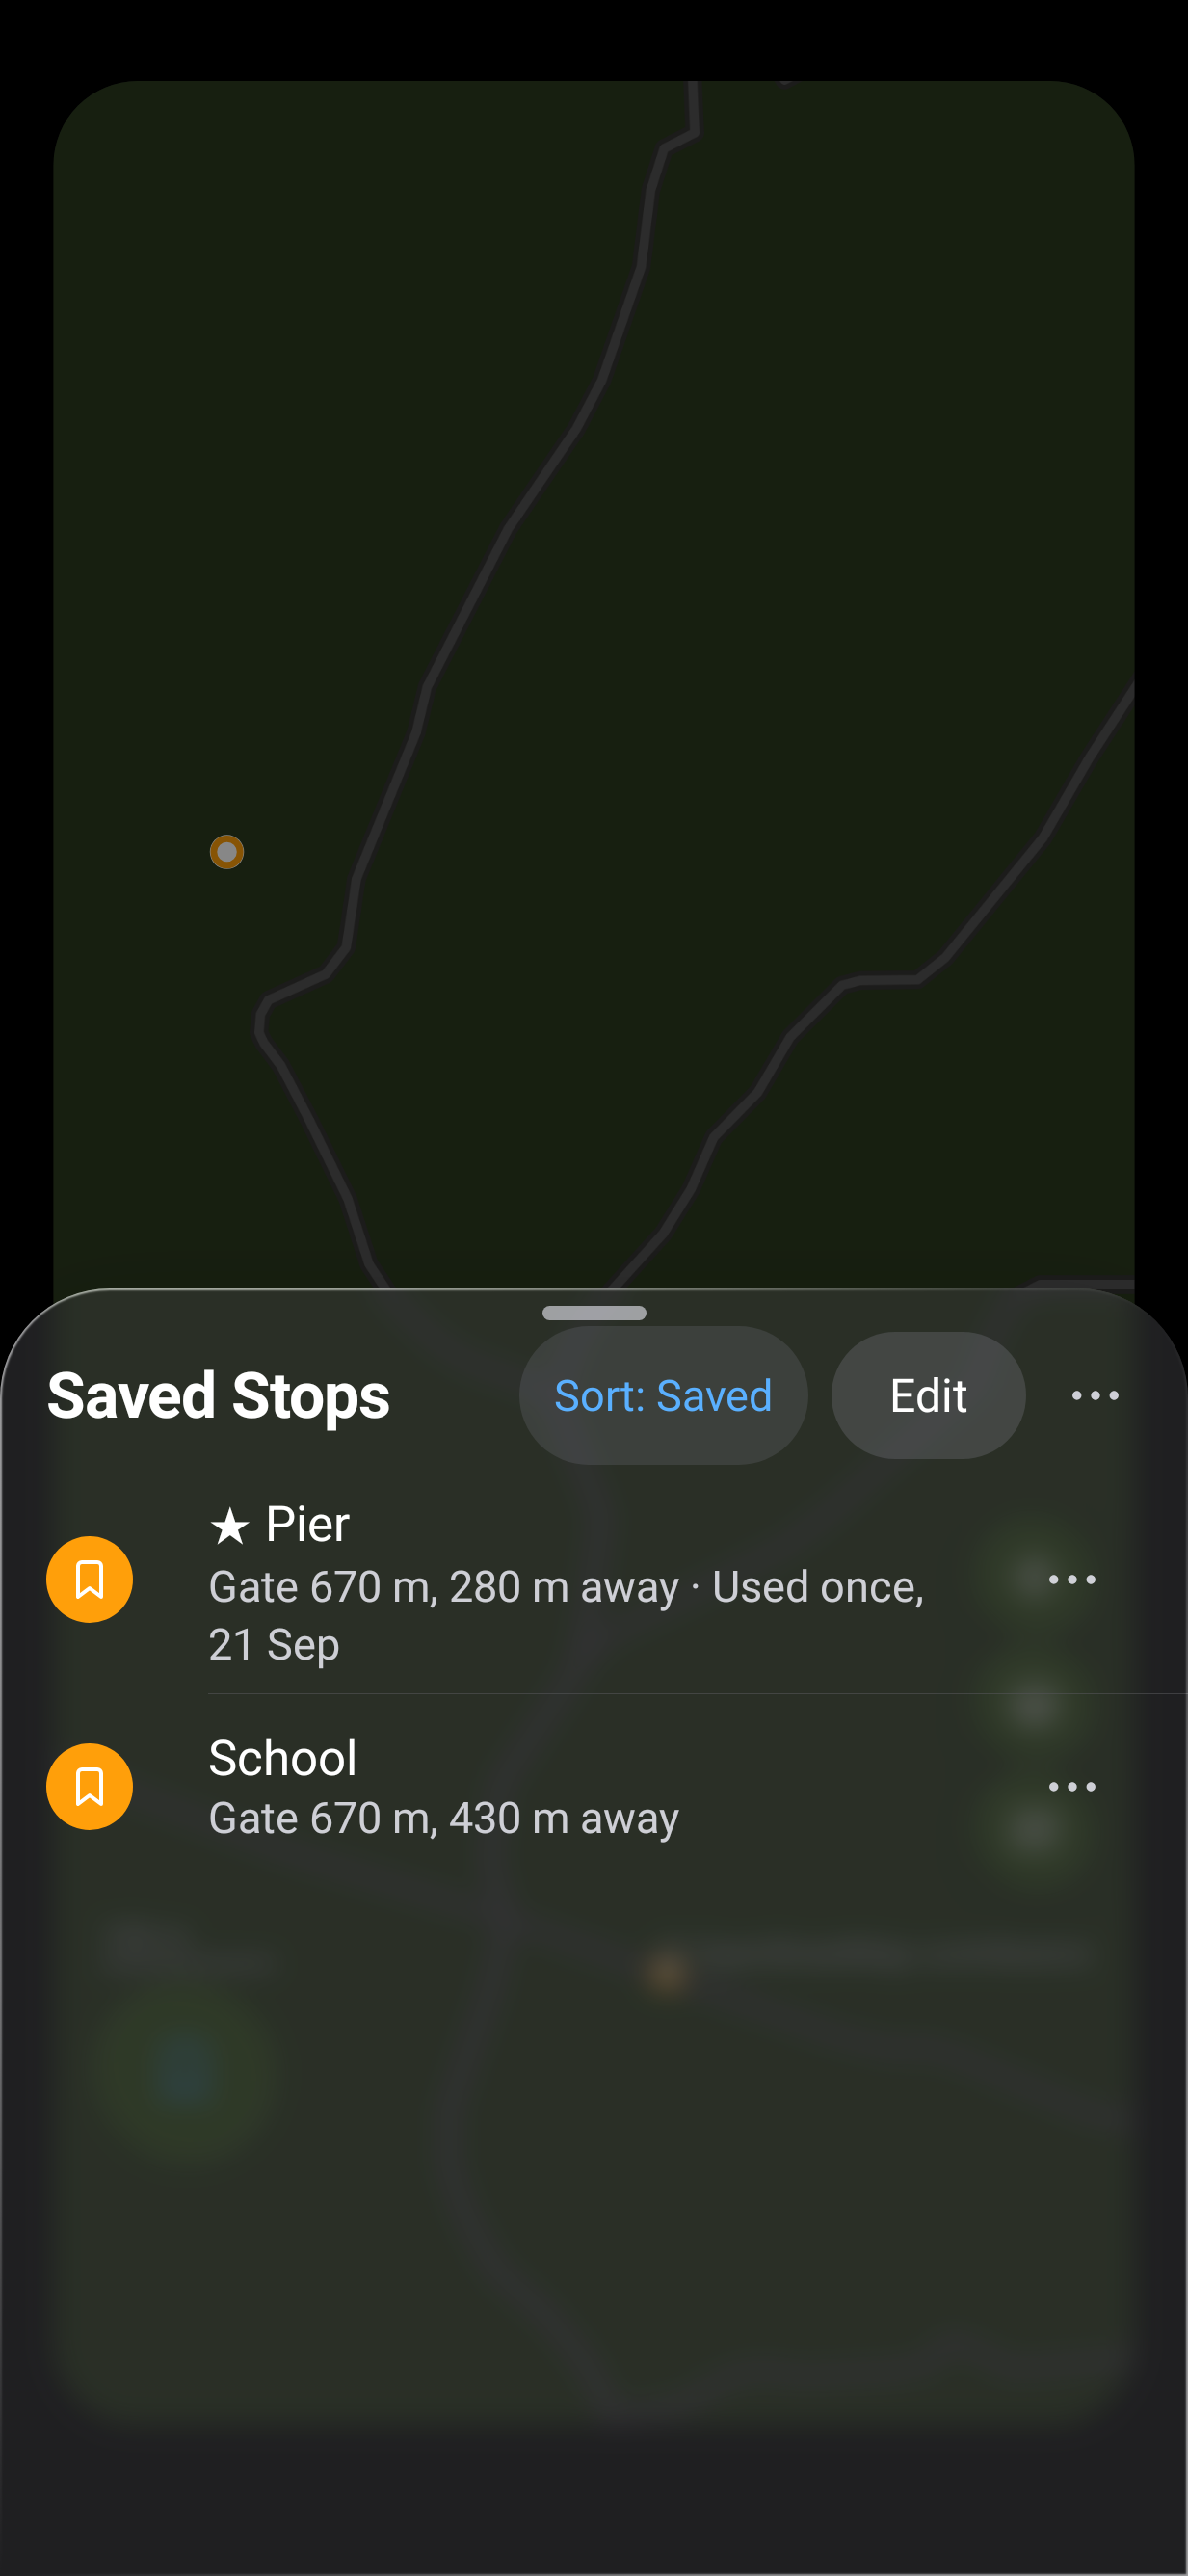 Saved Stops
Sort: Saved
Edit
★ Pier
Gate 670 m, 280 m away · Used once,
21 Sep
School
Gate 670 m, 430 m away